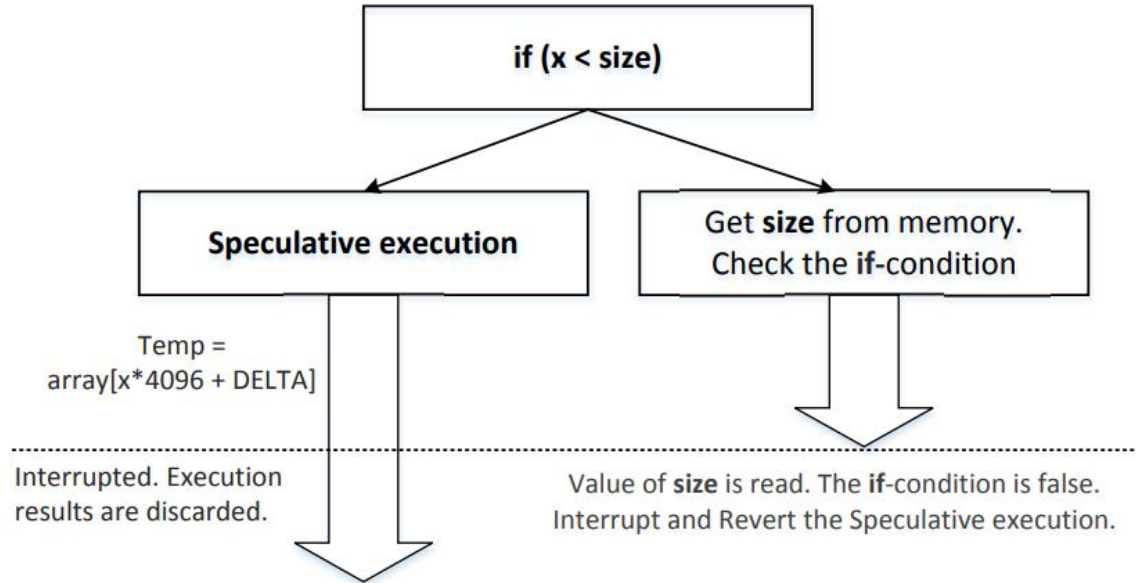 if (x < size)
Speculative execution
Get size from memory.
Check the if-condition
Temp =
array[x*4096 + DELTA]
Interrupted. Execution
results are discarded.
Value of size is read. The if-condition is false.
Interrupt and Revert the Speculative execution.